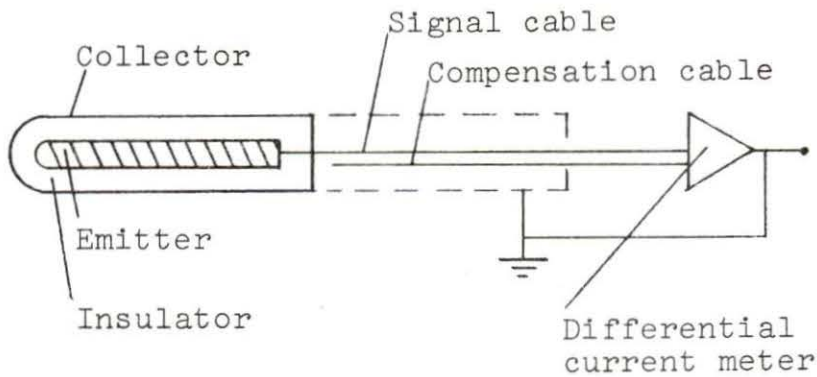 Signal cable
Collector
Compensation cable
Emitter
Insulator
Differential
current meter